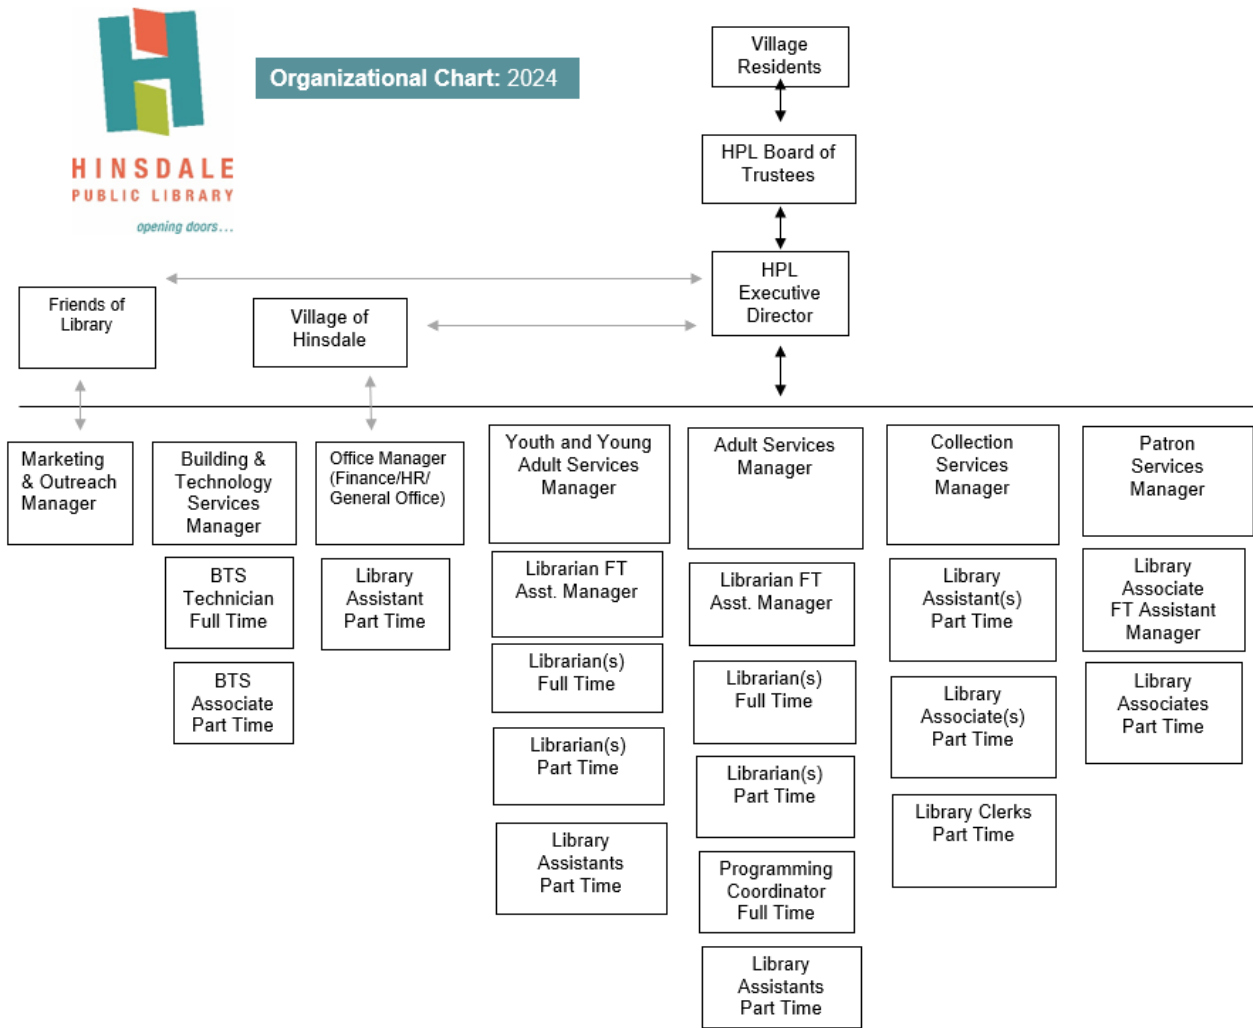 Organizational Chart: 2024
HINSDALE
PUBLIC LIBRARY
opening doors...
Village
Residents
HPL Board of
Trustees
HPL
Executive
Director
Friends of
Library
Village of
Hinsdale
Marketing
& Outreach
Manager
Building &
Technology
Services
Manager
Office Manager
(Finance/HR/
General Office)
Youth and Young
Adult Services
Manager
Adult Services
Manager
Collection
Services
Manager
Patron
Services
Manager
BTS
Technician
Full Time
BTS
Associate
Part Time
Library
Assistant
Part Time
Librarian FT
Asst. Manager
Librarian(s)
Full Time
Librarian(s)
Part Time
Library
Assistants
Part Time
Librarian FT
Asst. Manager
Librarian(s)
Full Time
Librarian(s)
Part Time
Programming
Coordinator
Full Time
Library
Assistants
Part Time
Library
Assistant(s)
Part Time
Library
Associate(s)
Part Time
Library Clerks
Part Time
Library
Associate
FT Assistant
Manager
Library
Associates
Part Time